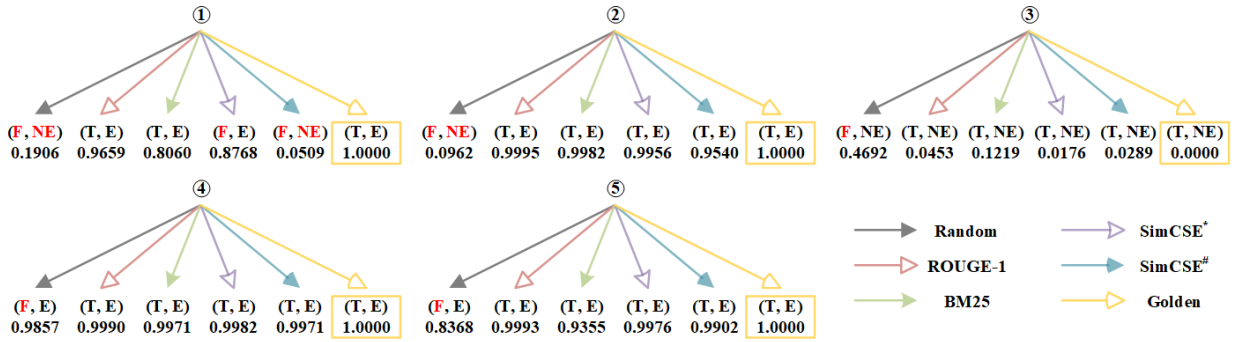 ① ② ③
(F, NE) (T, E) (T, E) (F, E) (F, NE) (T, E) (F, NE) (T, E) (T, E) (T, E) (T, E) (T, E) (F, NE) (T, NE) (T, NE) (T, NE) (T, NE) (T, NE)
0.1906 0.9659 0.8060 0.8768 0.0509 1.0000 0.0962 0.9995 0.9982 0.9956 0.9540 1.0000 0.4692 0.0453 0.1219 0.0176 0.0289 0.0000
④ ⑤
Random SimCSE*
ROUGE-1 SimCSE#
BM25 Golden
(F, E) (T, E) (T, E) (T, E) (T, E) (T, E) (F, E) (T, E) (T, E) (T, E) (T, E) (T, E)
0.9857 0.9990 0.9971 0.9982 0.9971 1.0000 0.8368 0.9993 0.9355 0.9976 0.9902 1.0000